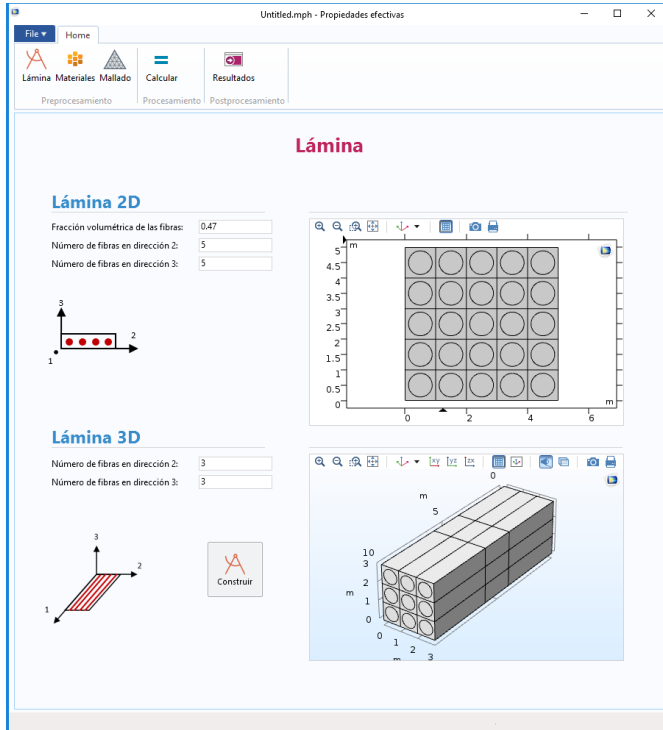 Untitled.mph - Propiedades efectivas
File Home
Lámina Materiales Mallado Calcular Resultados
Preprocesamiento Procesamiento Postprocesamiento
Lámina
Lámina 2D
Fracción volumétrica de las fibras: 0.47
Número de fibras en dirección 2: 5
Número de fibras en dirección 3: 5
3
2
1
m
5
4.5
4
3.5
3
2.5
2
1.5
1
0.5
0
m
0 2 4 6
Lámina 3D
Número de fibras en dirección 2: 3
Número de fibras en dirección 3: 3
3
2
1
Construir
xy yz zx
0
m
5
10
3
2
m
1
0
0
1
2
m
3